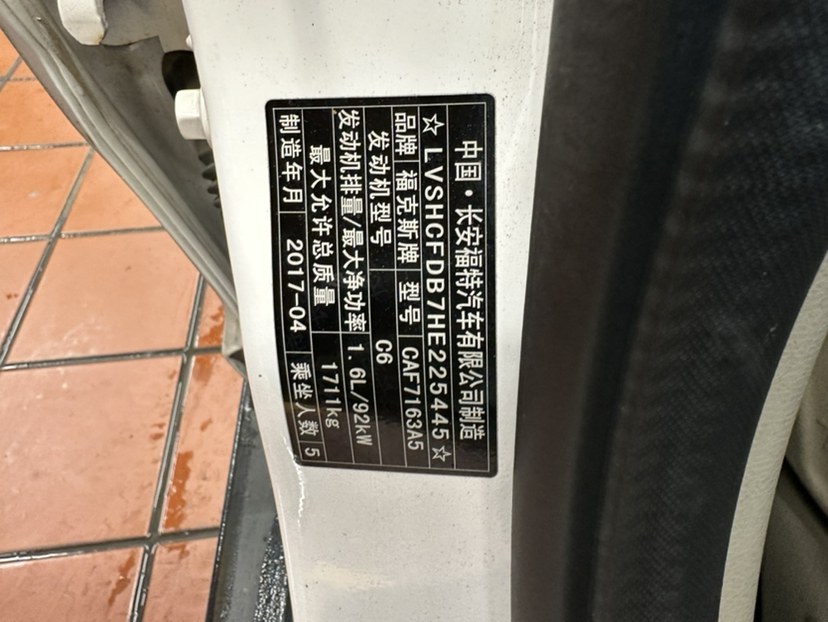 中国·长安福特汽车有限公司制造
☆LVSHCFDB7HE225445☆
品牌 福克斯牌 型号 CAF7163A5
发动机型号 C6
发动机排量/最大净功率 1.6L/92kW
最大允许总质量 1711kg
制造年月 2017-04 乘坐人数 5